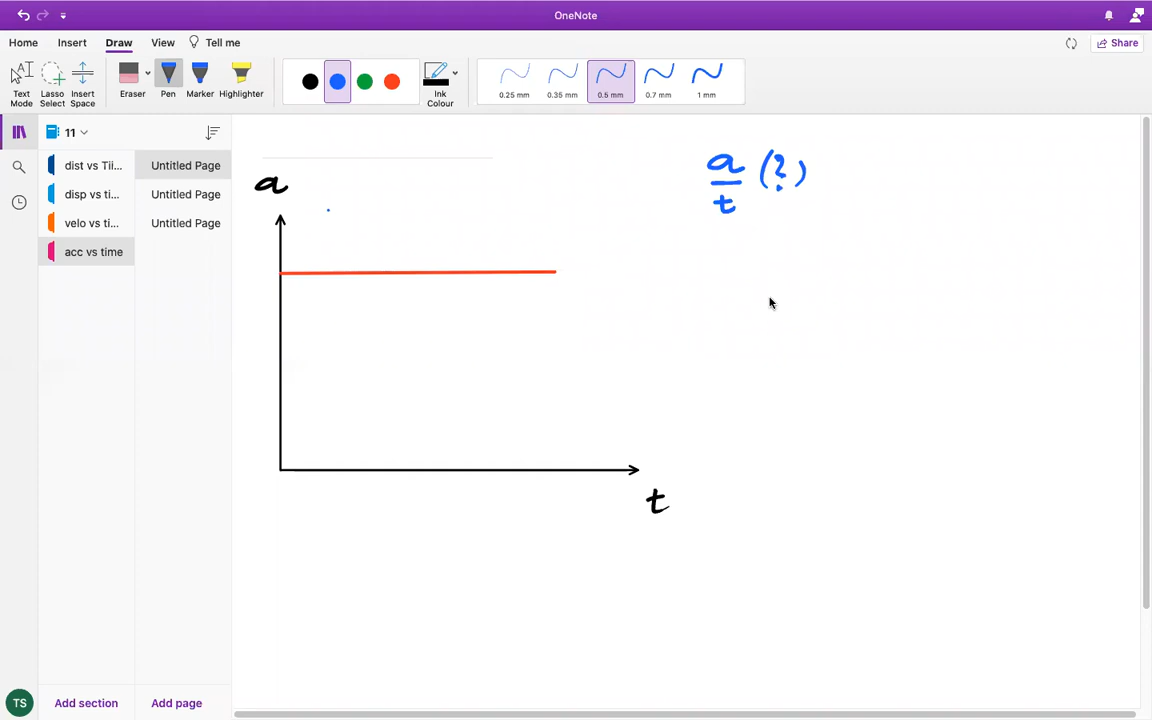 OneNote
Home Insert Draw View Tell me
Share
Text Mode
Lasso Select
Insert Space
Eraser
Pen
Marker
Highlighter
Ink Colour
0.25 mm
0.35 mm
0.5 mm
0.7 mm
1 mm
11
dist vs Tii...
Untitled Page
disp vs ti...
Untitled Page
velo vs ti...
Untitled Page
acc vs time
a
a
t
(?)
t
TS
Add section
Add page